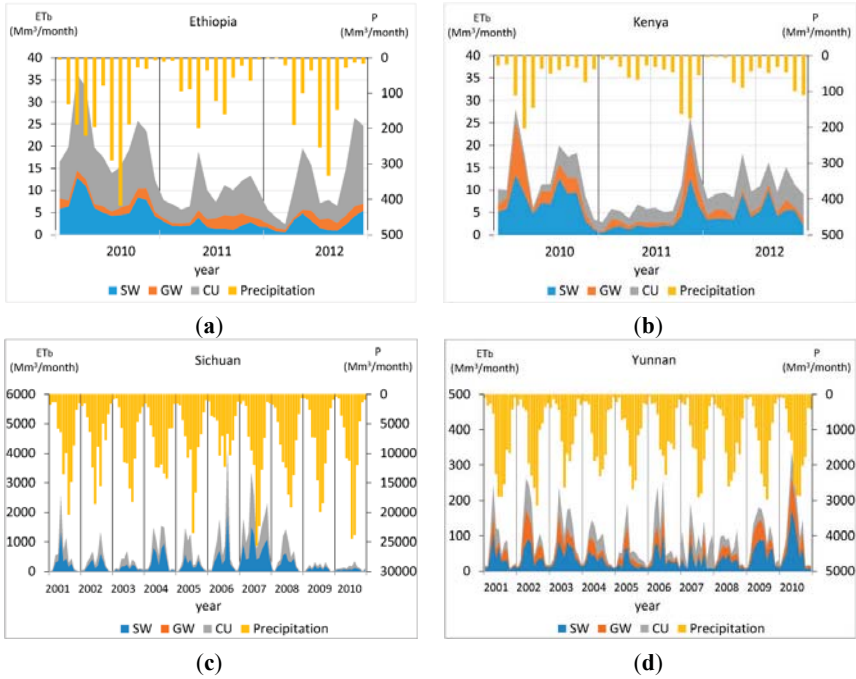 ETb
(Mm³/month)
Ethiopia
P
(Mm³/month)
40
35
30
25
20
15
10
5
0
0
100
200
300
400
500
2010
2011
2012
year
SW GW CU Precipitation
(a)
ETb
(Mm³/month)
Kenya
P
(Mm³/month)
40
35
30
25
20
15
10
5
0
0
100
200
300
400
500
2010
2011
2012
year
SW GW CU Precipitation
(b)
ETb
(Mm³/month)
Sichuan
P
(Mm³/month)
6000
5000
4000
3000
2000
1000
0
0
5000
10000
15000
20000
25000
30000
2001 2002 2003 2004 2005 2006 2007 2008 2009 2010
year
SW GW CU Precipitation
(c)
ETb
(Mm³/month)
Yunnan
P
(Mm³/month)
500
400
300
200
100
0
0
1000
2000
3000
4000
5000
2001 2002 2003 2004 2005 2006 2007 2008 2009 2010
year
SW GW CU Precipitation
(d)